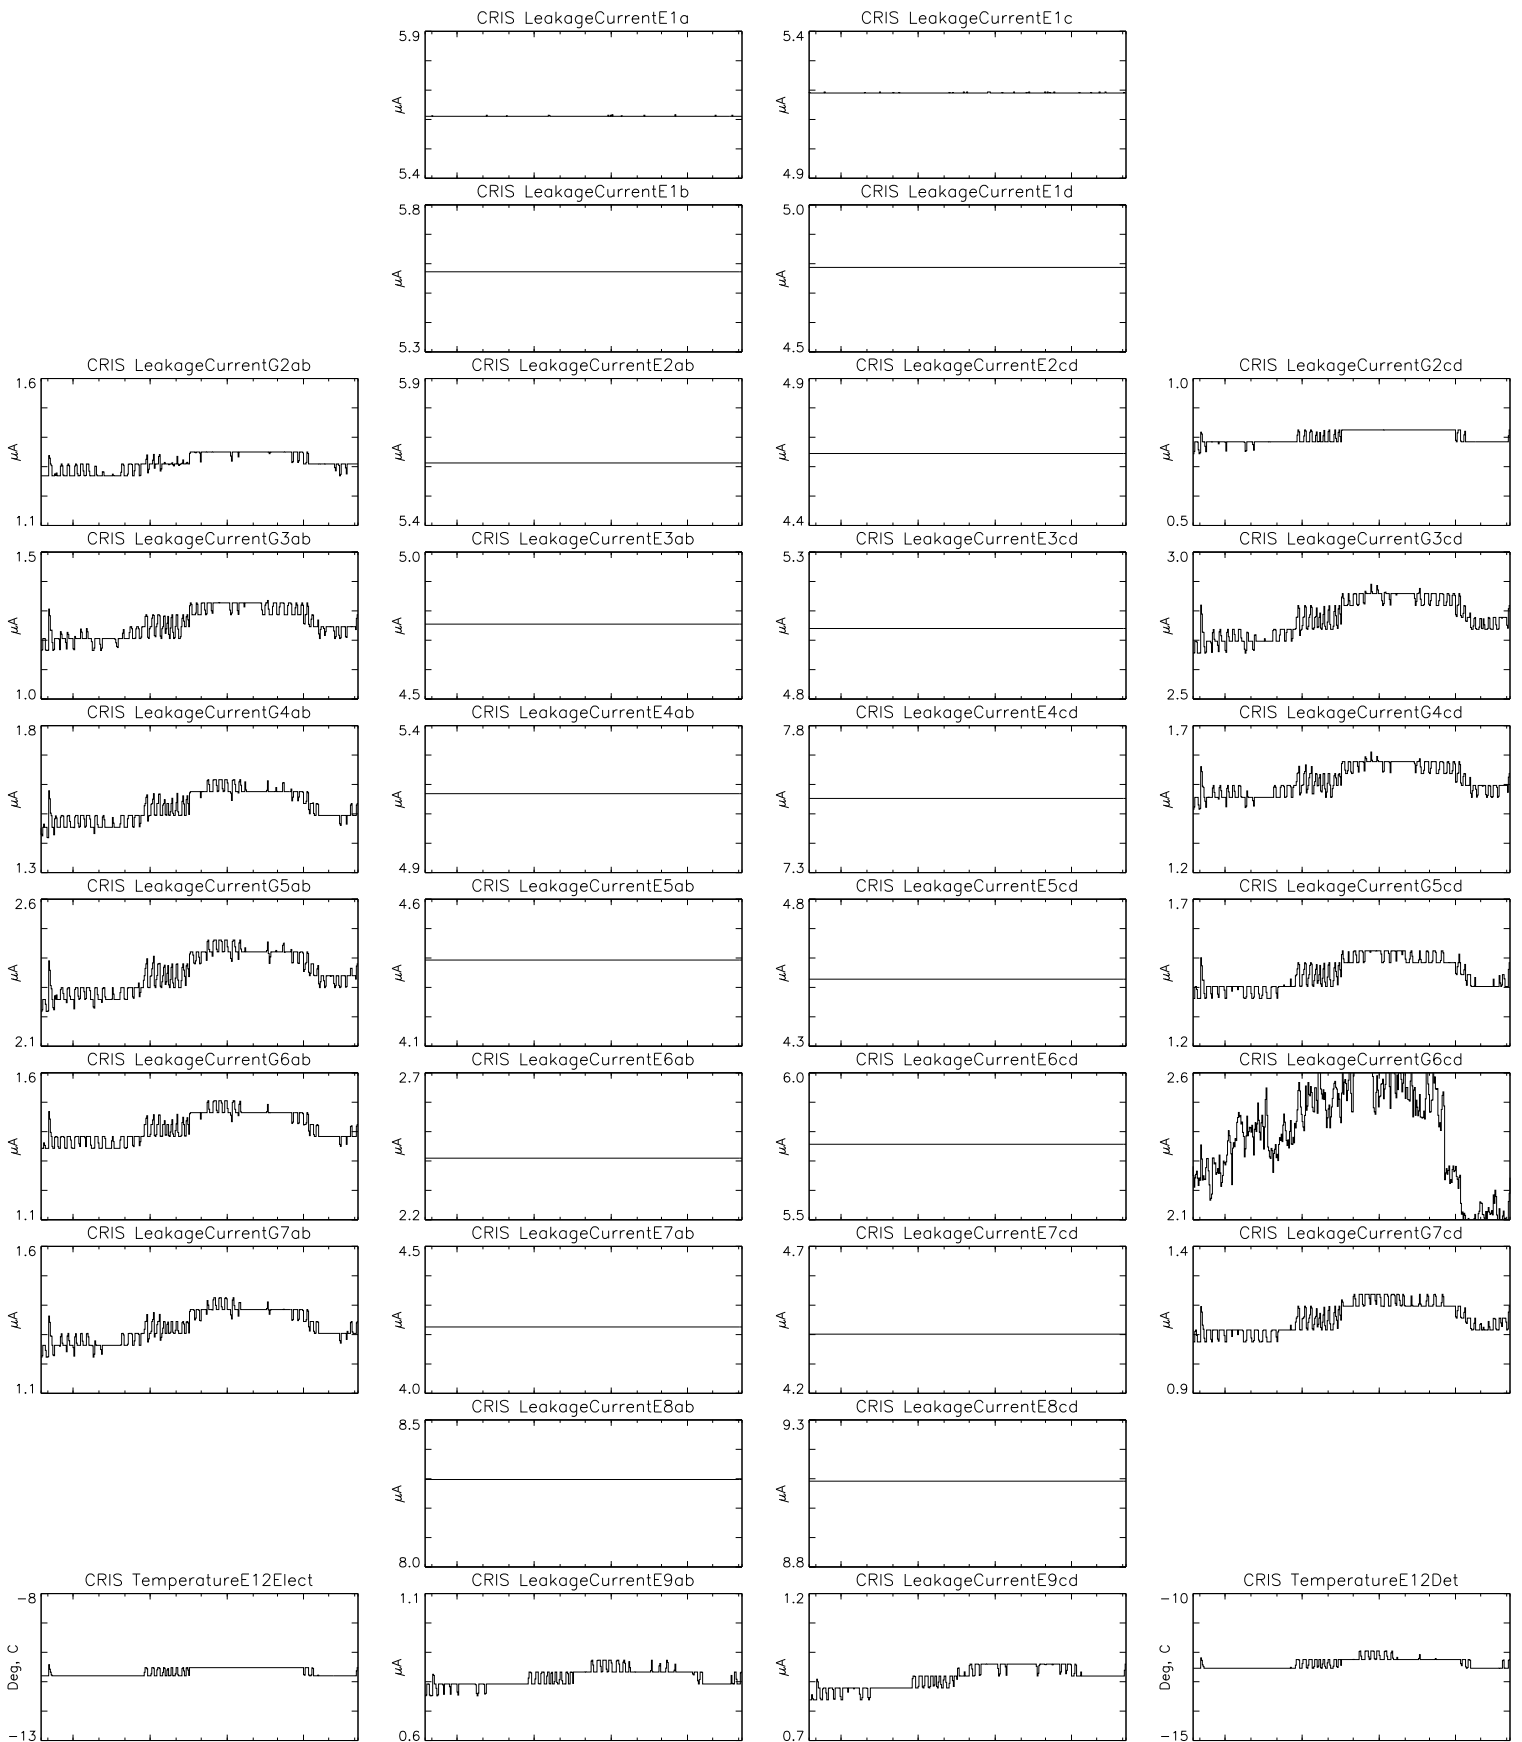 CRIS LeakageCurrentE1a CRIS LeakageCurrentE1c
5.9 5.4
μA μA
5.4 4.9
CRIS LeakageCurrentE1b CRIS LeakageCurrentE1d
5.8 5.0
μA μA
5.3 4.5
CRIS LeakageCurrentG2ab CRIS LeakageCurrentE2ab CRIS LeakageCurrentE2cd CRIS LeakageCurrentG2cd
1.6 5.9 4.9 1.0
μA μA μA μA
1.1 5.4 4.4 0.5
CRIS LeakageCurrentG3ab CRIS LeakageCurrentE3ab CRIS LeakageCurrentE3cd CRIS LeakageCurrentG3cd
1.5 5.0 5.3 3.0
μA μA μA μA
1.0 4.5 4.8 2.5
CRIS LeakageCurrentG4ab CRIS LeakageCurrentE4ab CRIS LeakageCurrentE4cd CRIS LeakageCurrentG4cd
1.8 5.4 7.8 1.7
μA μA μA μA
1.3 4.9 7.3 1.2
CRIS LeakageCurrentG5ab CRIS LeakageCurrentE5ab CRIS LeakageCurrentE5cd CRIS LeakageCurrentG5cd
2.6 4.6 4.8 1.7
μA μA μA μA
2.1 4.1 4.3 1.2
CRIS LeakageCurrentG6ab CRIS LeakageCurrentE6ab CRIS LeakageCurrentE6cd CRIS LeakageCurrentG6cd
1.6 2.7 6.0 2.6
μA μA μA μA
1.1 2.2 5.5 2.1
CRIS LeakageCurrentG7ab CRIS LeakageCurrentE7ab CRIS LeakageCurrentE7cd CRIS LeakageCurrentG7cd
1.6 4.5 4.7 1.4
μA μA μA μA
1.1 4.0 4.2 0.9
CRIS LeakageCurrentE8ab CRIS LeakageCurrentE8cd
8.5 9.3
μA μA
8.0 8.8
CRIS TemperatureE12Elect CRIS LeakageCurrentE9ab CRIS LeakageCurrentE9cd CRIS TemperatureE12Det
−8 1.1 1.2 −10
Deg, C μA μA Deg, C
−13 0.6 0.7 −15